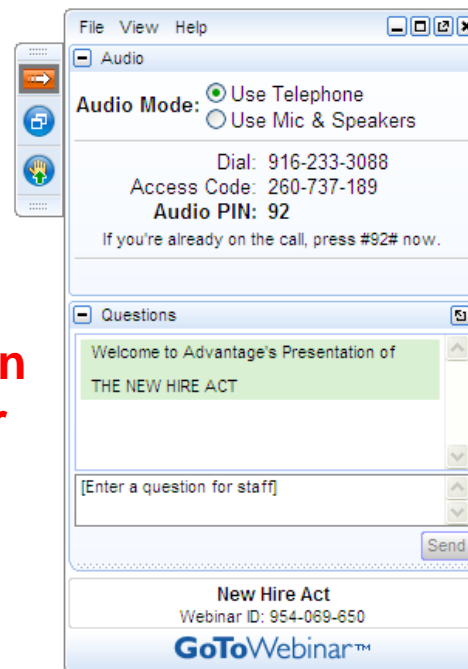 File View Help
Audio
Audio Mode: Use Telephone
Use Mic & Speakers
Dial: 916-233-3088
Access Code: 260-737-189
Audio PIN: 92
If you're already on the call, press #92# now.
Questions
Welcome to Advantage's Presentation of
THE NEW HIRE ACT
[Enter a question for staff]
Send
New Hire Act
Webinar ID: 954-069-650
GoToWebinar™